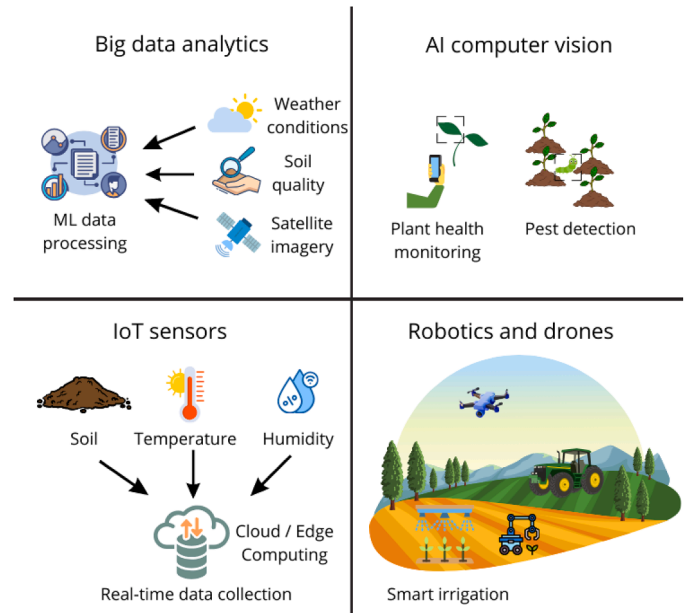 Big data analytics
Weather
conditions
Soil
quality
Satellite
imagery
ML data
processing
AI computer vision
Plant health
monitoring
Pest detection
IoT sensors
Soil
Temperature
Humidity
%
Cloud / Edge
Computing
Real-time data collection
Robotics and drones
Smart irrigation